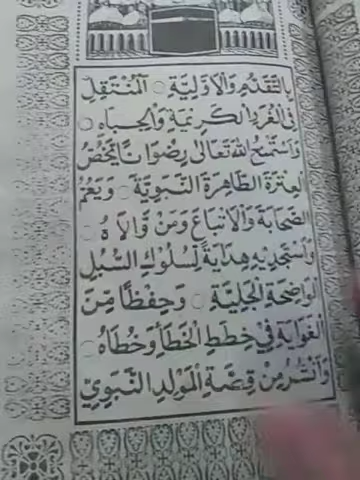 بِالتَّقَدُّمِ وَالْاَوَّلِيَّةِ ۞ اَلْمُنْتَقِلِ
فِى الْغُرَرِ الْكَرِيْمَةِ وَالْجِبَاهِ ۞
وَاَسْتَمْنِحُ اللهَ تَعَالٰى رِضْوَانًا يَّخُصُّ
الْعِتْرَةَ الطَّاهِرَةَ النَّبَوِيَّةَ ۞ وَيَعُمُّ
الصَّحَابَةَ وَالْاَتْبَاعَ وَمَنْ وَّالَاهُ ۞
وَاَسْتَجْدِيْهِ هِدَايَةً لِّسُلُوْكِ السُّبُلِ
الْوَاضِحَةِ الْجَلِيَّةِ ۞ وَحِفْظًا مِّنَ
الْغَوَايَةِ فِيْ خِطَطِ الْخَطَأِ وَخُطَاهُ ۞
وَاَنْشُرُ مِنْ قِصَّةِ الْمَوْلِدِ النَّبَوِيِّ